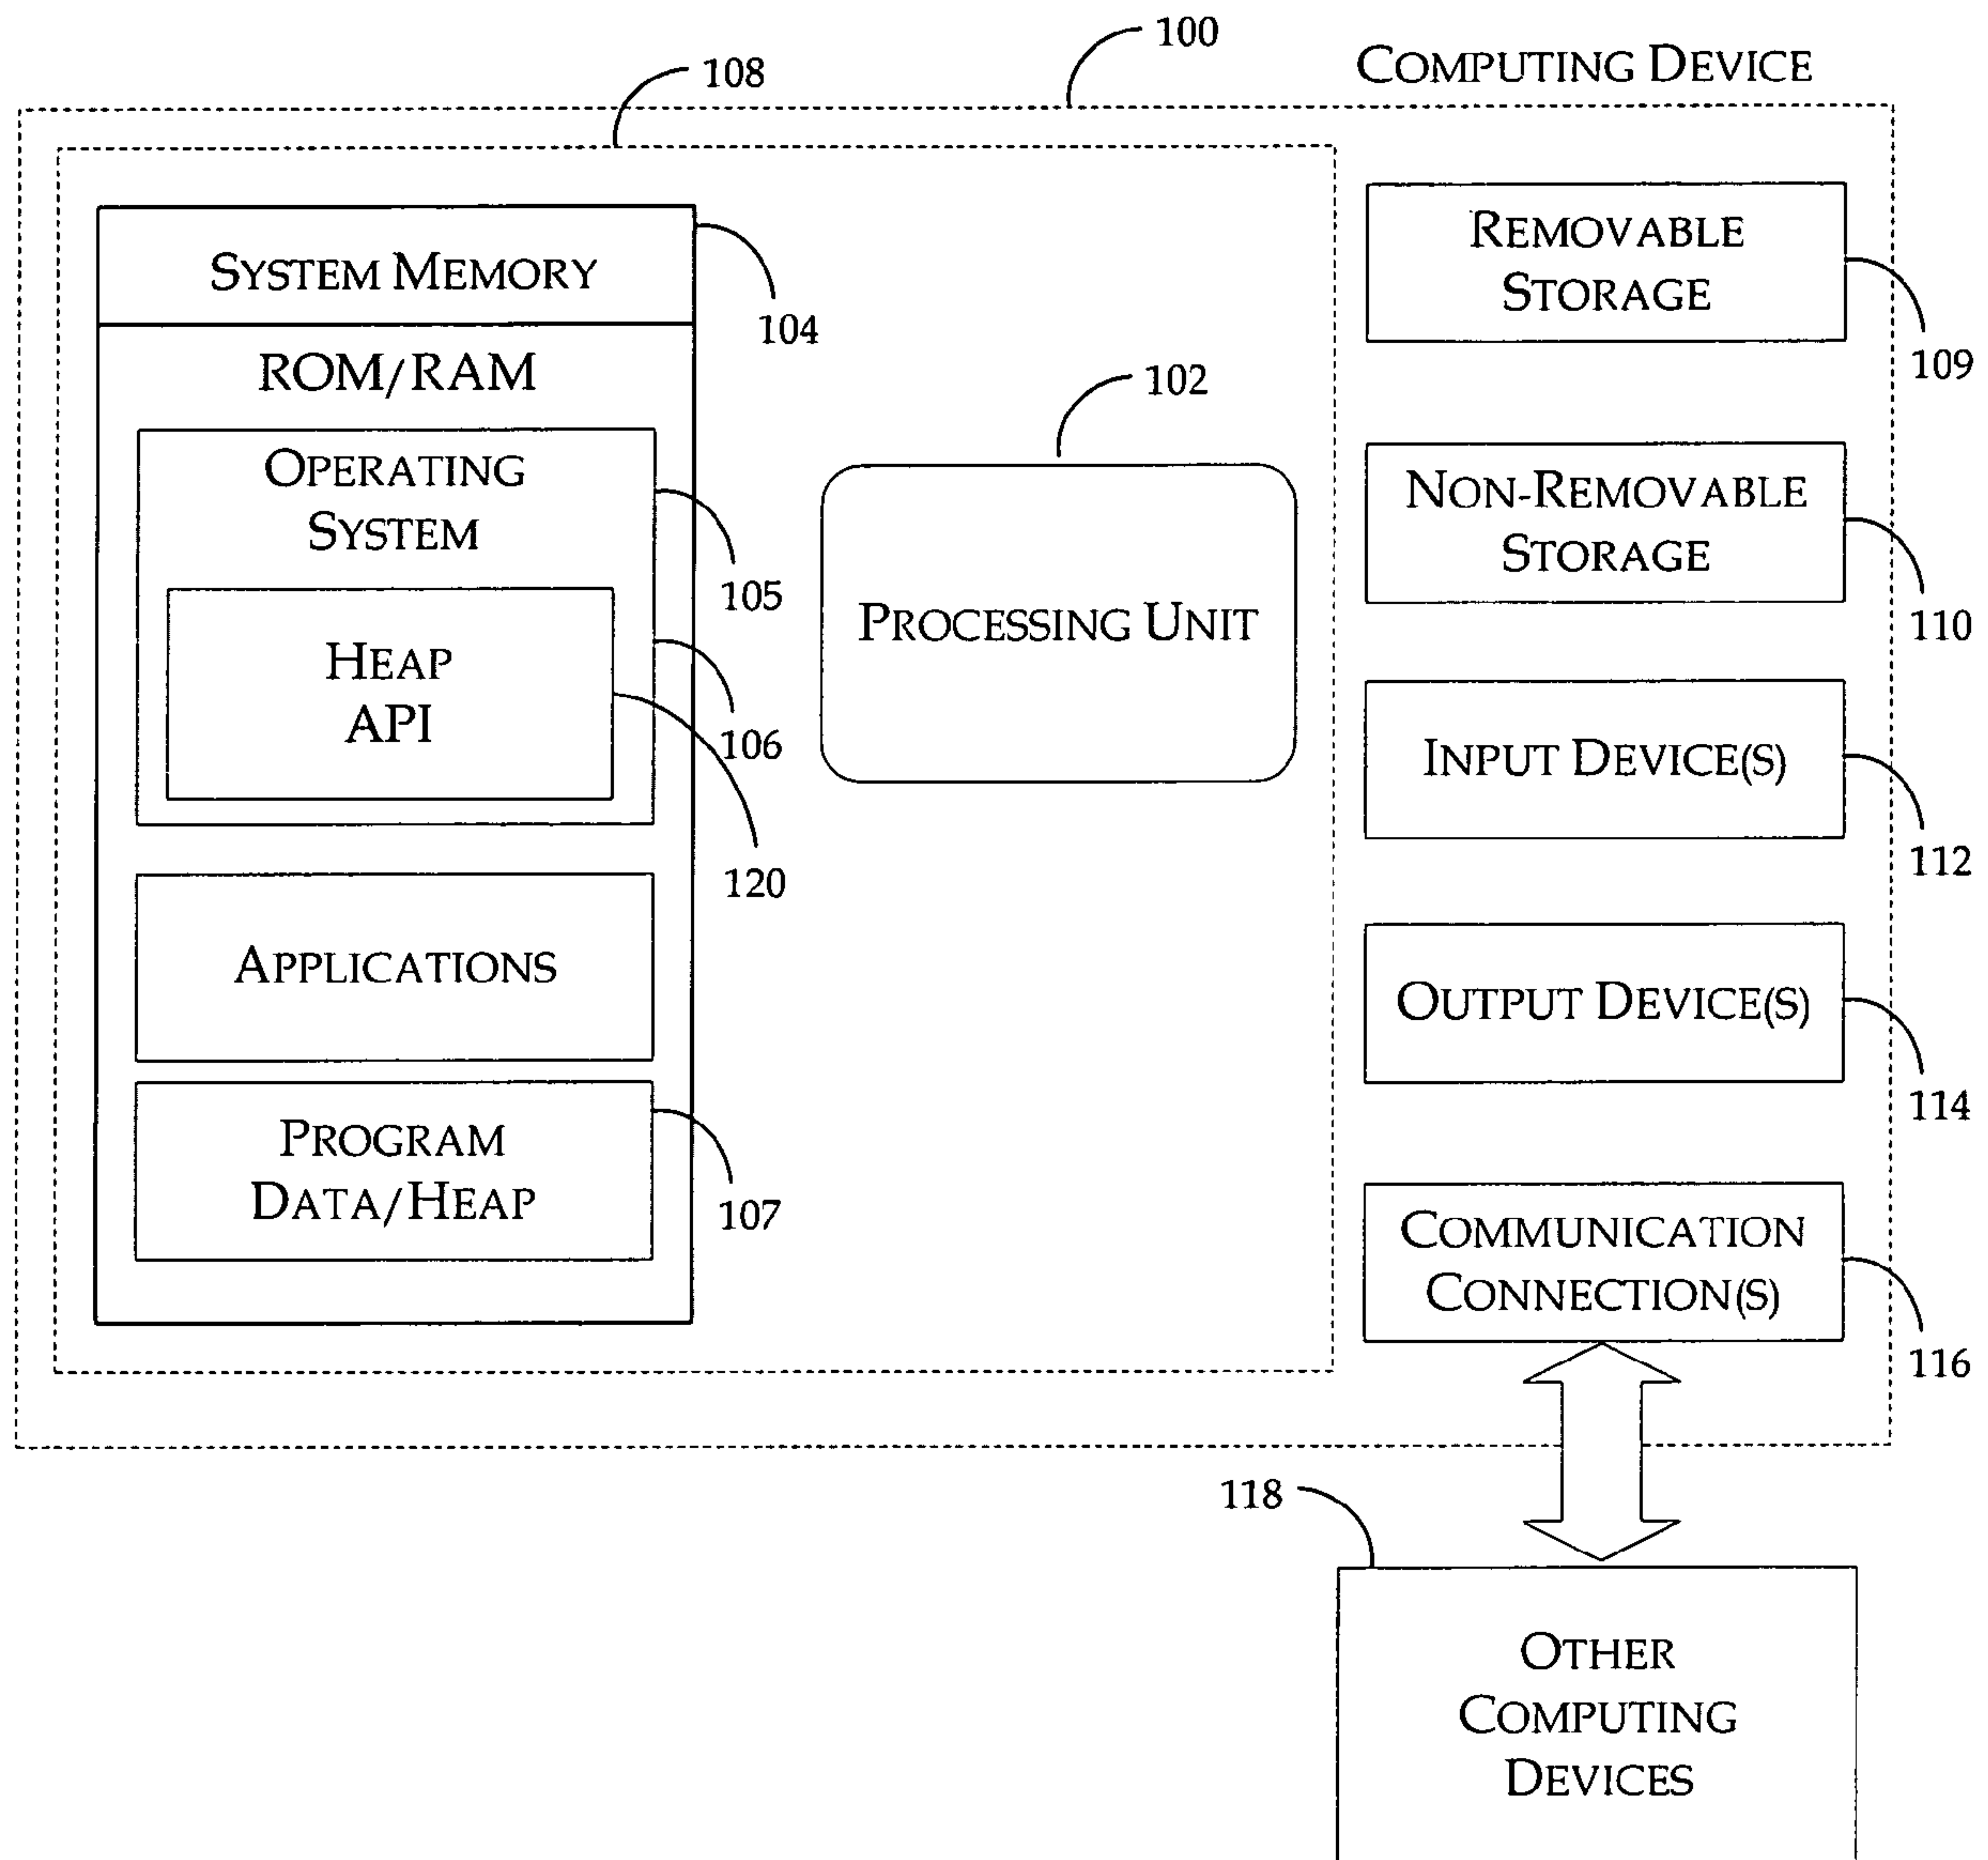 100
COMPUTING DEVICE
108
SYSTEM MEMORY
104
ROM/RAM
OPERATING
SYSTEM
105
HEAP
API
106
120
APPLICATIONS
PROGRAM
DATA/HEAP
107
102
PROCESSING UNIT
REMOVABLE
STORAGE
109
NON-REMOVABLE
STORAGE
110
INPUT DEVICE(S)
112
OUTPUT DEVICE(S)
114
COMMUNICATION
CONNECTION(S)
116
118
OTHER
COMPUTING
DEVICES